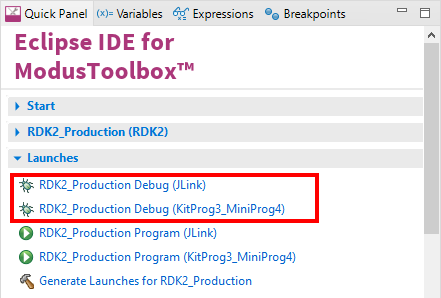 Quick Panel (x)= Variables Expressions Breakpoints
Eclipse IDE for
ModusToolbox™
Start
RDK2_Production (RDK2)
Launches
RDK2_Production Debug (JLink)
RDK2_Production Debug (KitProg3_MiniProg4)
RDK2_Production Program (JLink)
RDK2_Production Program (KitProg3_MiniProg4)
Generate Launches for RDK2_Production